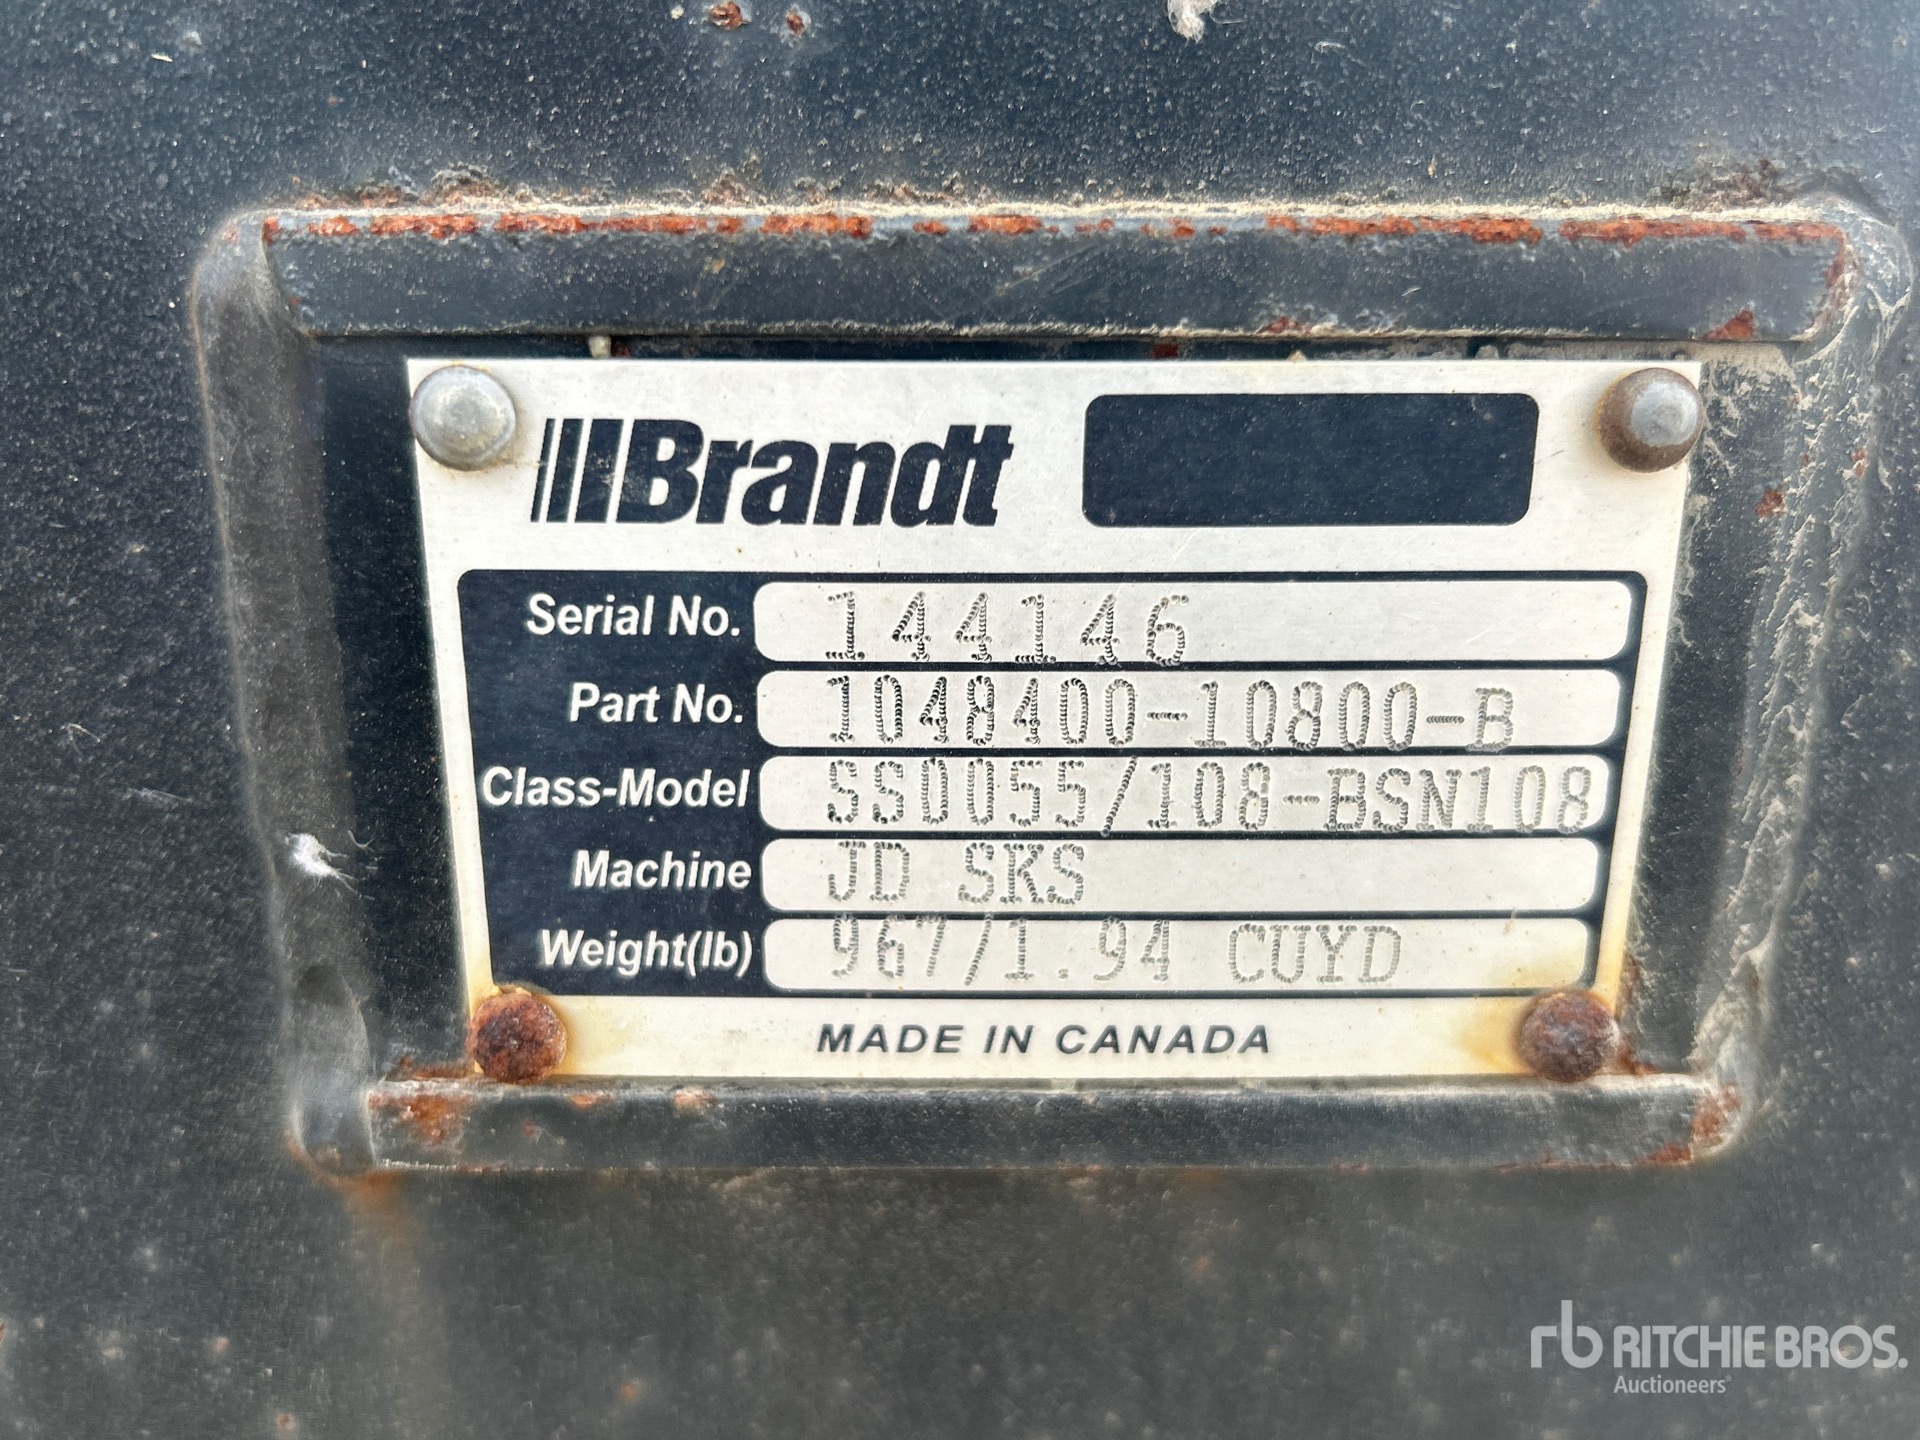 Brandt
Serial No. 144146
Part No. 1048400-10800-B
Class-Model SS0055/108-BSN108
Machine JD SKS
Weight(lb) 967/1.94 CUYD
MADE IN CANADA
rb RITCHIE BROS.
Auctioneers